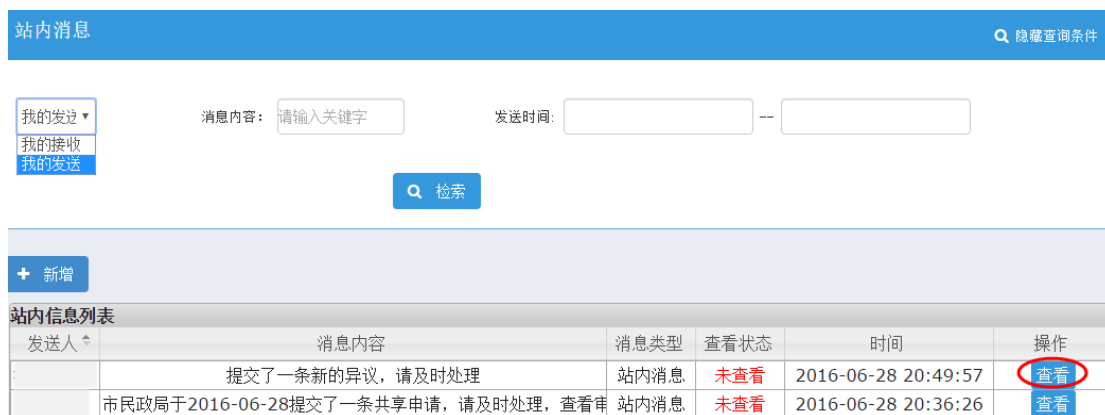 站内消息
隐藏查询条件
我的发送 消息内容： 请输入关键字 发送时间: --
我的接收
我的发送
检索
新增
站内信息列表
发送人 消息内容 消息类型 查看状态 时间 操作
提交了一条新的异议，请及时处理 站内消息 未查看 2016-06-28 20:49:57 查看
市民政局于2016-06-28提交了一条共享申请，请及时处理，查看审 站内消息 未查看 2016-06-28 20:36:26 查看